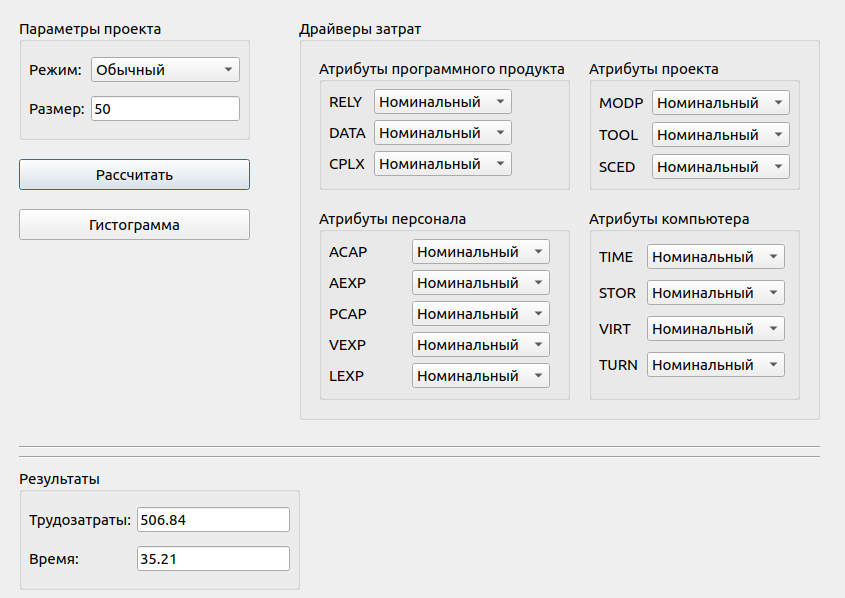 Параметры проекта
Режим: Обычный
Размер: 50
Рассчитать
Гистограмма
Драйверы затрат
Атрибуты программного продукта
RELY Номинальный
DATA Номинальный
CPLX Номинальный
Атрибуты проекта
MODP Номинальный
TOOL Номинальный
SCED Номинальный
Атрибуты персонала
ACAP Номинальный
AEXP Номинальный
PCAP Номинальный
VEXP Номинальный
LEXP Номинальный
Атрибуты компьютера
TIME Номинальный
STOR Номинальный
VIRT Номинальный
TURN Номинальный
Результаты
Трудозатраты: 506.84
Время: 35.21